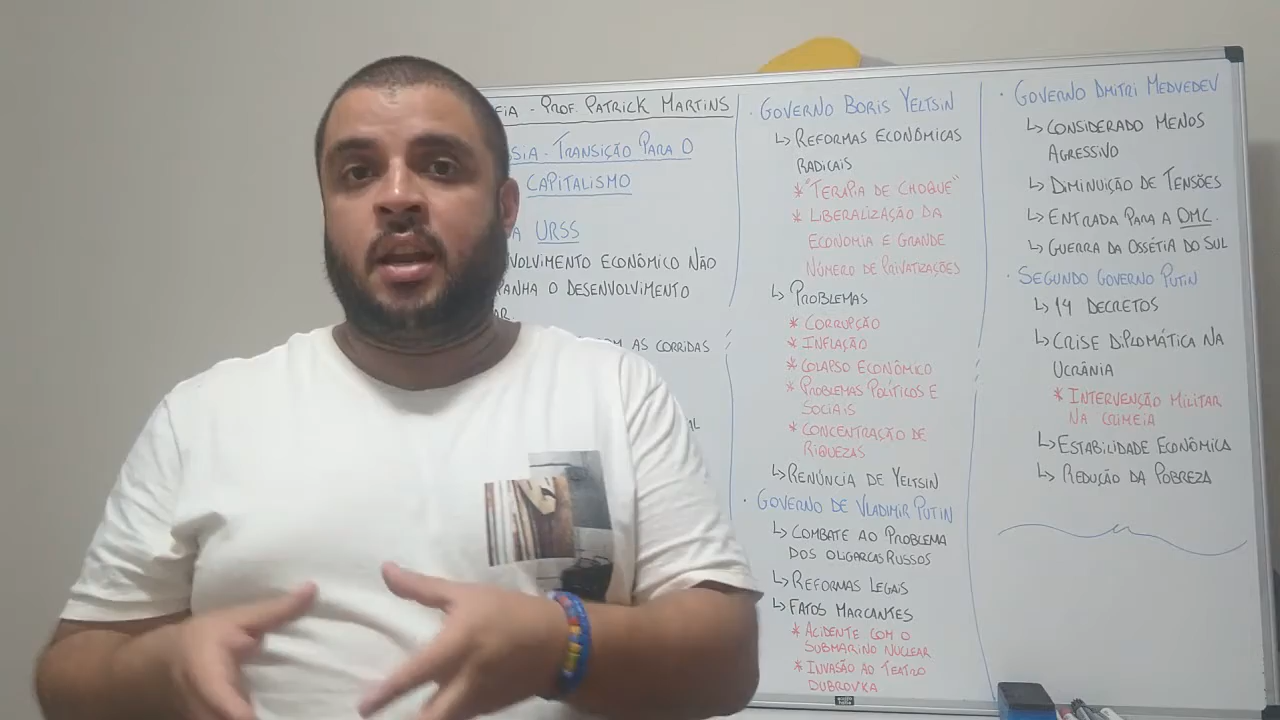 - PROF. PATRICK MARTINS
- TRANSIÇÃO PARA O
CAPITALISMO
URSS
ECONÔMICO NÃO
O DESENVOLVIMENTO
AS CORRIDAS
• GOVERNO BORIS YELTSIN
↳ REFORMAS ECONÔMICAS
RADICAIS
* "TERAPIA DE CHOQUE"
* LIBERALIZAÇÃO DA
ECONOMIA E GRANDE
NÚMERO DE PRIVATIZAÇÕES
↳ PROBLEMAS
* CORRUPÇÃO
* INFLAÇÃO
* COLAPSO ECONÔMICO
* PROBLEMAS POLÍTICOS E
SOCIAIS
* CONCENTRAÇÃO DE
RIQUEZAS
↳ RENÚNCIA DE YELTSIN
• GOVERNO DE VLADIMIR PUTIN
↳ COMBATE AO PROBLEMA
DOS OLIGARCAS RUSSOS
↳ REFORMAS LEGAIS
↳ FATOS MARCANTES
* ACIDENTE COM O
SUBMARINO NUCLEAR
* INVASÃO AO TEATRO
DUBROVKA
• GOVERNO DMITRI MEDVEDEV
↳ CONSIDERADO MENOS
AGRESSIVO
↳ DIMINUIÇÃO DE TENSÕES
↳ ENTRADA PARA A OMC.
↳ GUERRA DA OSSÉTIA DO SUL
• SEGUNDO GOVERNO PUTIN
↳ 14 DECRETOS
↳ CRISE DIPLOMÁTICA NA
UCRÂNIA
* INTERVENÇÃO MILITAR
NA CRIMEIA
↳ ESTABILIDADE ECONÔMICA
↳ REDUÇÃO DA POBREZA